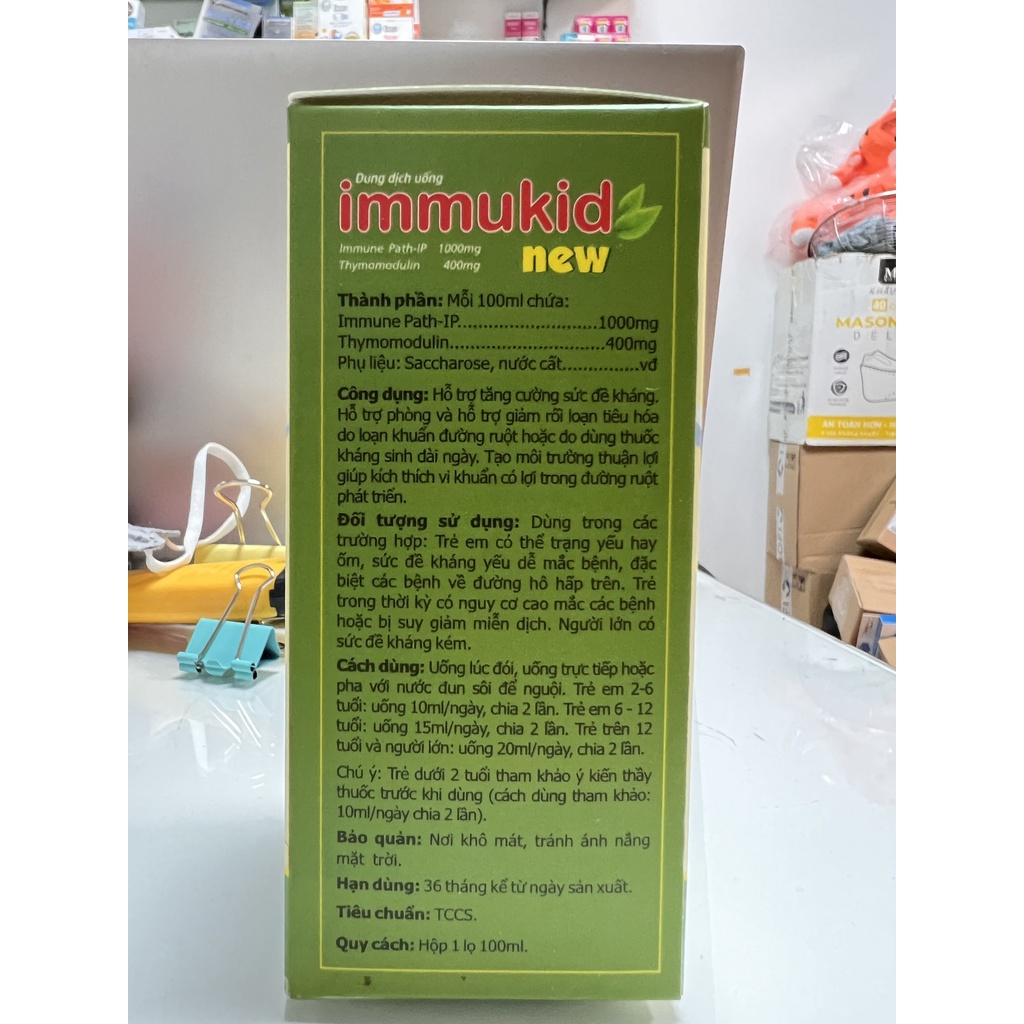 Dung dịch uống
immukid
new
Immune Path-IP 1000mg
Thymomodulin 400mg
Thành phần: Mỗi 100ml chứa:
Immune Path-IP............................1000mg
Thymomodulin...............................400mg
Phụ liệu: Saccharose, nước cất...............vđ
Công dụng: Hỗ trợ tăng cường sức đề kháng.
Hỗ trợ phòng và hỗ trợ giảm rối loạn tiêu hóa
do loạn khuẩn đường ruột hoặc do dùng thuốc
kháng sinh dài ngày. Tạo môi trường thuận lợi
giúp kích thích vi khuẩn có lợi trong đường ruột
phát triển.
Đối tượng sử dụng: Dùng trong các
trường hợp: Trẻ em có thể trạng yếu hay
ốm, sức đề kháng yếu dễ mắc bệnh, đặc
biệt các bệnh về đường hô hấp trên. Trẻ
trong thời kỳ có nguy cơ cao mắc các bệnh
hoặc bị suy giảm miễn dịch. Người lớn có
sức đề kháng kém.
Cách dùng: Uống lúc đói, uống trực tiếp hoặc
pha với nước đun sôi để nguội. Trẻ em 2-6
tuổi: uống 10ml/ngày, chia 2 lần. Trẻ em 6 - 12
tuổi: uống 15ml/ngày, chia 2 lần. Trẻ trên 12
tuổi và người lớn: uống 20ml/ngày, chia 2 lần.
Chú ý: Trẻ dưới 2 tuổi tham khảo ý kiến thầy
thuốc trước khi dùng (cách dùng tham khảo:
10ml/ngày chia 2 lần).
Bảo quản: Nơi khô mát, tránh ánh nắng
mặt trời.
Hạn dùng: 36 tháng kể từ ngày sản xuất.
Tiêu chuẩn: TCCS.
Quy cách: Hộp 1 lọ 100ml.
MASON
AN TOÀN HƠN